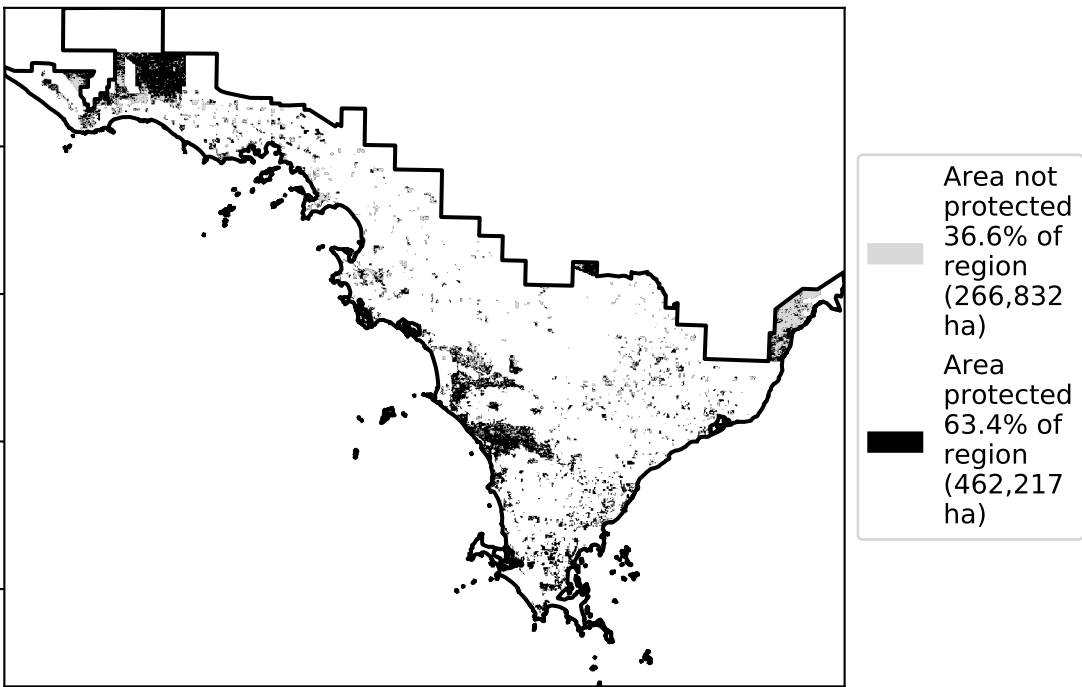 Area not
protected
36.6% of
region
(266,832
ha)
Area
protected
63.4% of
region
(462,217
ha)